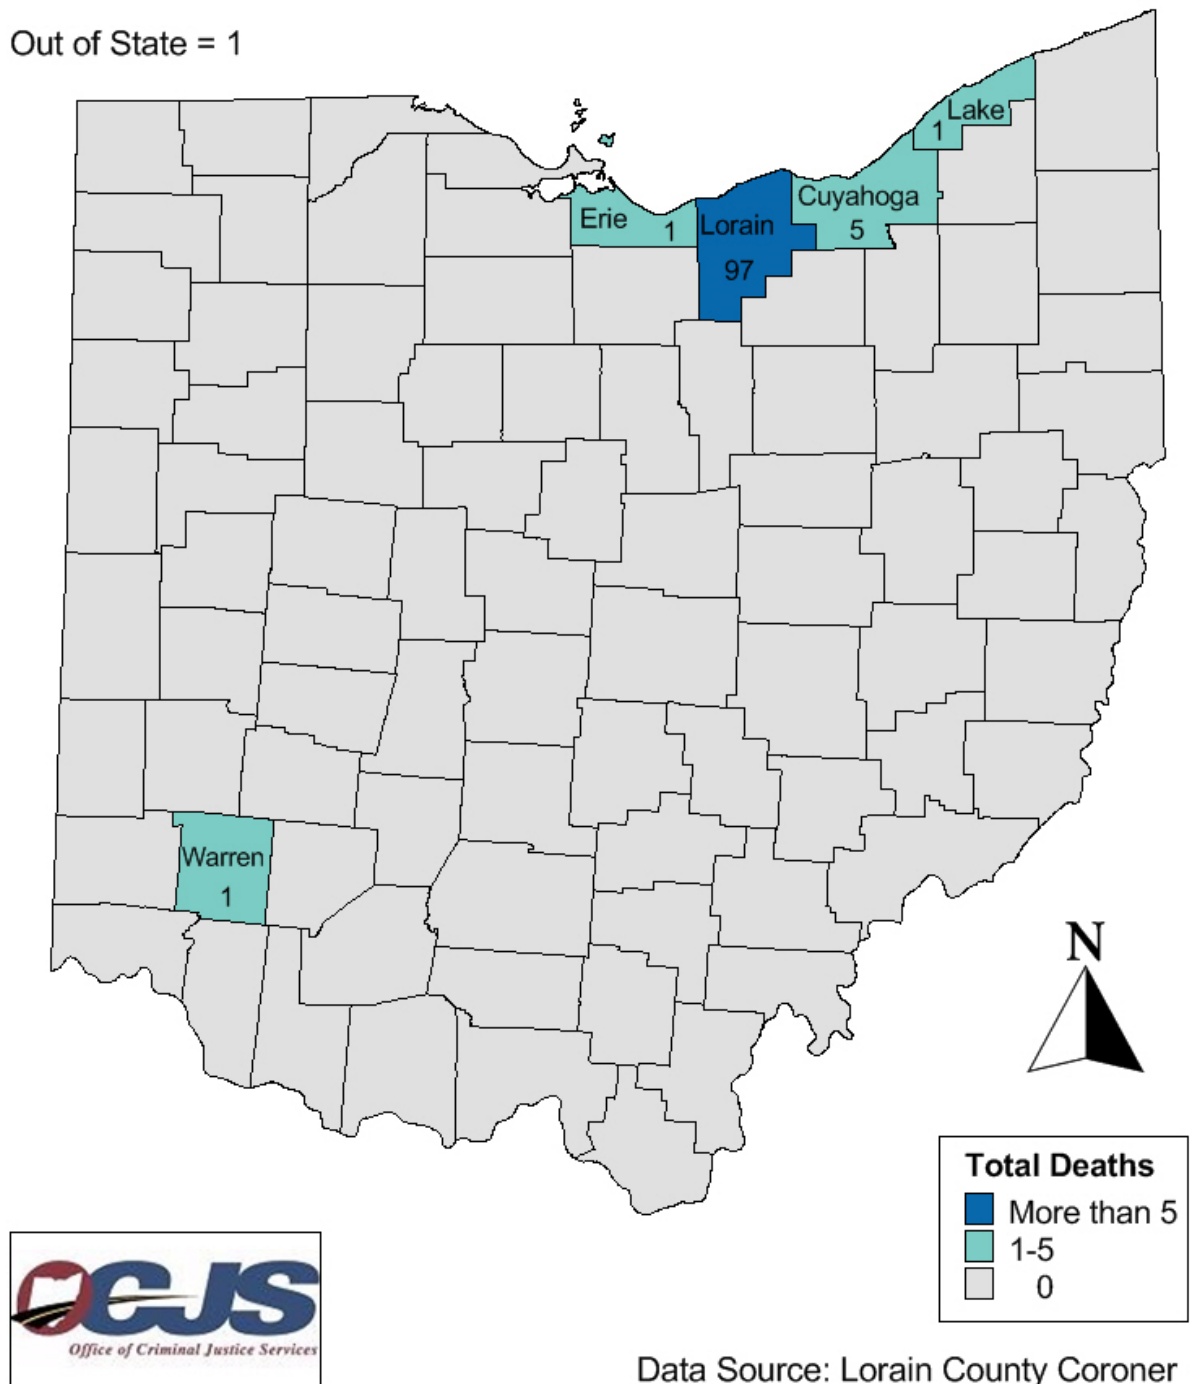 Out of State = 1
Lake
1
Cuyahoga
5
Erie 1
Lorain
97
Warren
1
N
Total Deaths
More than 5
1-5
0
OCJS
Office of Criminal Justice Services
Data Source: Lorain County Coroner